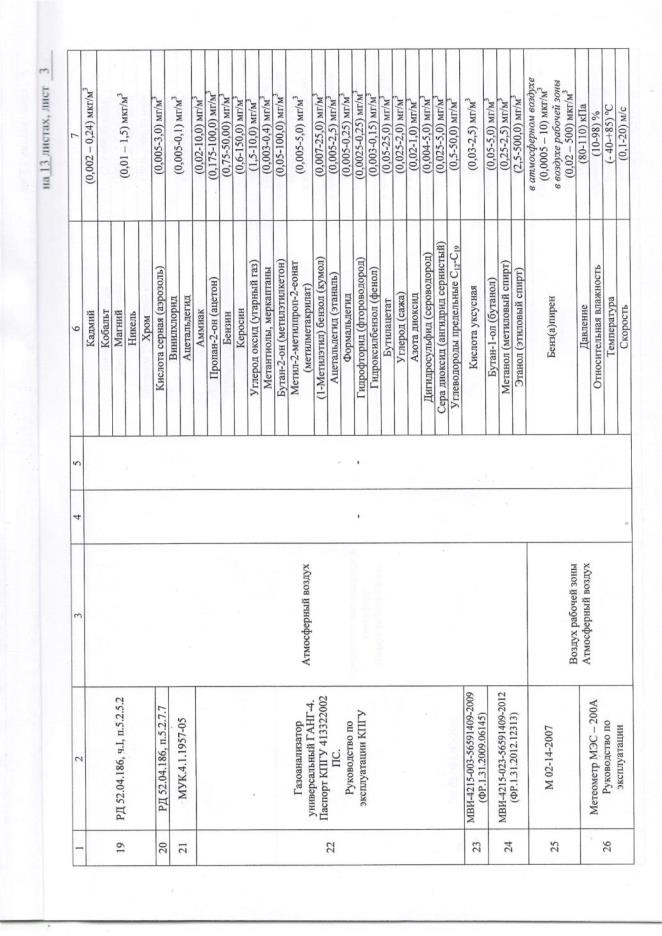 на 13 листах, лист 3
1 2 3 4 5 6 7
19 РД 52.04.186, ч.I, п.5.2.5.2
Кадмий (0,002 – 0,24) мкг/м³
Кобальт
Магний
Никель
Хром
(0,01 – 1,5) мкг/м³
20 РД 52.04.186, п.5.2.7.7 Кислота серная (аэрозоль) (0,005-3,0) мг/м³
21 МУК.4.1.1957-05
Винилхлорид
Ацетальдегид
(0,005-0,1) мг/м³
22 Газоанализатор
универсальный ГАНГ-4.
Паспорт КПГУ 413322002
ПС.
Руководство по
эксплуатации КПГУ
Атмосферный воздух - -
Аммиак (0,02-10,0) мг/м³
Пропан-2-он (ацетон) (0,175-100,0) мг/м³
Бензин (0,75-50,00) мг/м³
Керосин (0,6-150,0) мг/м³
Углерод оксид (угарный газ) (1,5-10,0) мг/м³
Метантиолы, меркаптаны (0,003-0,4) мг/м³
Бутан-2-он (метилэтилкетон) (0,05-100,0) мг/м³
Метил-2-метилпроп-2-еонат
(метилметакрилат)
(0,005-5,0) мг/м³
(1-Метилэтил) бензол (кумол) (0,007-25,0) мг/м³
Ацетальдегид (этаналь) (0,005-2,5) мг/м³
Формальдегид (0,005-0,25) мг/м³
Гидрофторид (фтороводород) (0,0025-0,25) мг/м³
Гидроксилбензол (фенол) (0,003-0,15) мг/м³
Бутилацетат (0,05-25,0) мг/м³
Углерод (сажа) (0,025-2,0) мг/м³
Азота диоксид (0,02-1,0) мг/м³
Дигидросульфид (сероводород) (0,004-5,0) мг/м³
Сера диоксид (ангидрид сернистый) (0,025-5,0) мг/м³
Углеводороды предельные C₁₂-C₁₉ (0,5-50,0) мг/м³
23 МВИ-4215-003-56591409-2009
(ФР.1.31.2009.06145)
Кислота уксусная (0,03-2,5) мг/м³
24 МВИ-4215-023-56591409-2012
(ФР.1.31.2012.12313)
Бутан-1-ол (бутанол) (0,05-5,0) мг/м³
Метанол (метиловый спирт) (0,25-2,5) мг/м³
Этанол (этиловый спирт) (2,5-500,0) мг/м³
25 М 02-14-2007
Воздух рабочей зоны
Атмосферный воздух
Бенз(а)пирен
в атмосферном воздухе
(0,0005 – 10) мкг/м³
в воздухе рабочей зоны
(0,02 – 500) мкг/м³
26 Метеометр МЭС – 200А
Руководство по
эксплуатации
Давление (80-110) кПа
Относительная влажность (10-98) %
Температура (- 40-+85) °С
Скорость (0,1-20) м/с